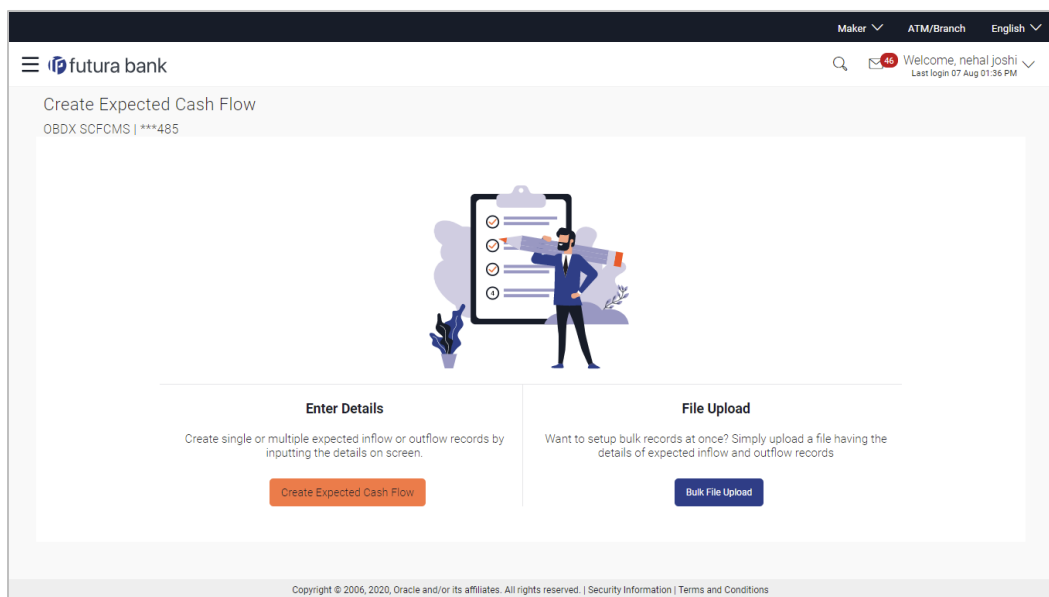 Maker ATM/Branch English
futura bank
46 Welcome, nehal joshi
Last login 07 Aug 01:36 PM
Create Expected Cash Flow
OBDX SCFCMS | ***485
4
Enter Details
Create single or multiple expected inflow or outflow records by
inputting the details on screen.
Create Expected Cash Flow
File Upload
Want to setup bulk records at once? Simply upload a file having the
details of expected inflow and outflow records
Bulk File Upload
Copyright © 2006, 2020, Oracle and/or its affiliates. All rights reserved. | Security Information | Terms and Conditions